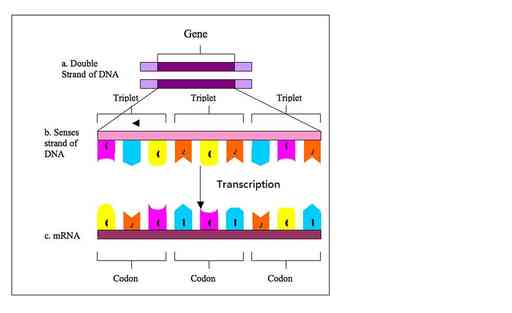 Gene
a. Double
Strand of DNA
Triplet Triplet Triplet
b. Senses
strand of
DNA
Transcription
c. mRNA
Codon Codon Codon